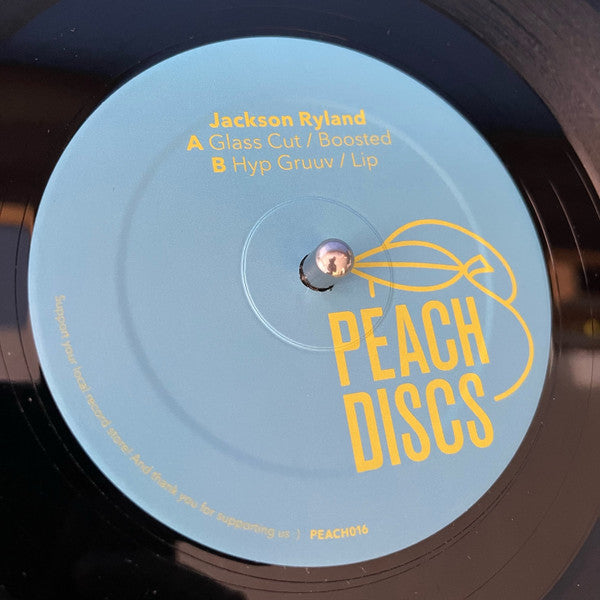 Jackson Ryland
A Glass Cut / Boosted
B Hyp Gruuv / Lip
PEACH
DISCS
Support your local record store! And thank you for supporting us :) PEACH016